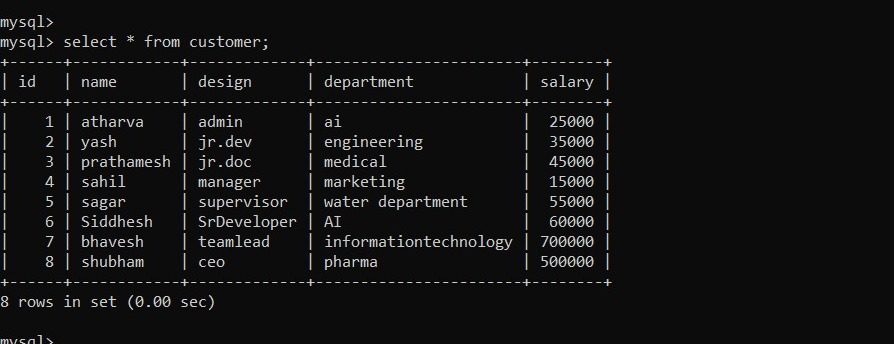 mysql>
mysql> select * from customer;
+------+------------+-------------+-----------------------+--------+
| id   | name       | design      | department            | salary |
+------+------------+-------------+-----------------------+--------+
|    1 | atharva    | admin       | ai                    |  25000 |
|    2 | yash       | jr.dev      | engineering           |  35000 |
|    3 | prathamesh | jr.doc      | medical               |  45000 |
|    4 | sahil      | manager     | marketing             |  15000 |
|    5 | sagar      | supervisor  | water department      |  55000 |
|    6 | Siddhesh   | SrDeveloper | AI                    |  60000 |
|    7 | bhavesh    | teamlead    | informationtechnology | 700000 |
|    8 | shubham    | ceo         | pharma                | 500000 |
+------+------------+-------------+-----------------------+--------+
8 rows in set (0.00 sec)
mysql>